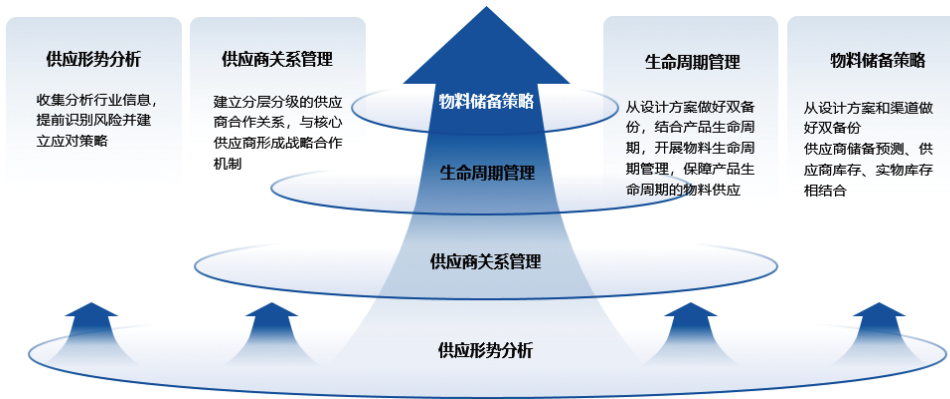 供应形势分析
收集分析行业信息，
提前识别风险并建
立应对策略
供应商关系管理
建立分层分级的供应
商合作关系，与核心
供应商形成战略合作
机制
生命周期管理
从设计方案做好双备
份，结合产品生命周
期，开展物料生命周
期管理，保障产品生
命周期的物料供应
物料储备策略
从设计方案和渠道做
好双备份
供应商储备预测、供
应商库存、实物库存
相结合
物料储备策略
生命周期管理
供应商关系管理
供应形势分析